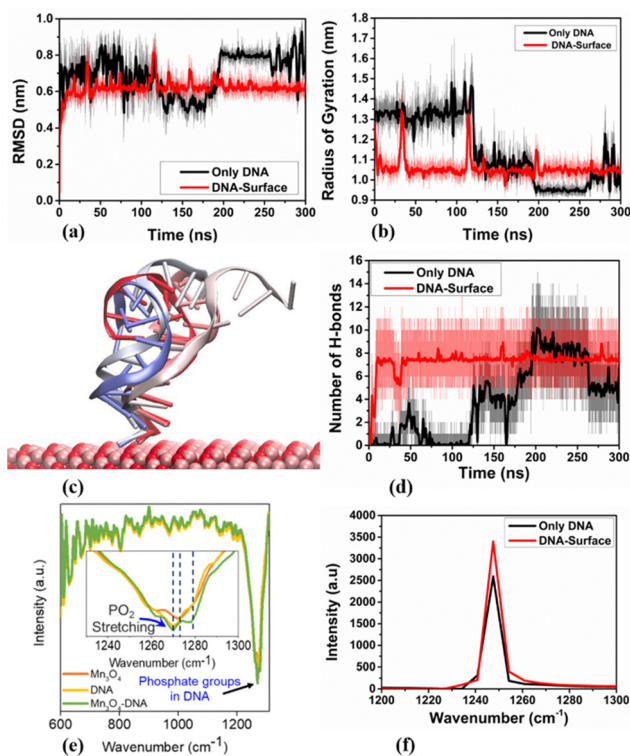 1.0
0.8
0.6
0.4
0.2
0.0
RMSD (nm)
Only DNA
DNA-Surface
0 50 100 150 200 250 300
(a) Time (ns)
1.8
1.7
1.6
1.5
1.4
1.3
1.2
1.1
1.0
0.9
Radius of Gyration (nm)
Only DNA
DNA-Surface
0 50 100 150 200 250 300
(b) Time (ns)
(c)
16
14
12
10
8
6
4
2
0
Number of H-bonds
Only DNA
DNA-Surface
0 50 100 150 200 250 300
(d) Time (ns)
Intensity (a.u.)
PO2
Stretching
1240 1260 1280 1300
Wavenumber (cm-1)
Mn3O4
DNA
Mn3O4-DNA
Phosphate groups
in DNA
600 800 1000 1200
(e) Wavenumber (cm-1)
4000
3500
3000
2500
2000
1500
1000
500
0
Intensity (a.u)
Only DNA
DNA-Surface
1200 1220 1240 1260 1280 1300
Wavenumber (cm-1)
(f)